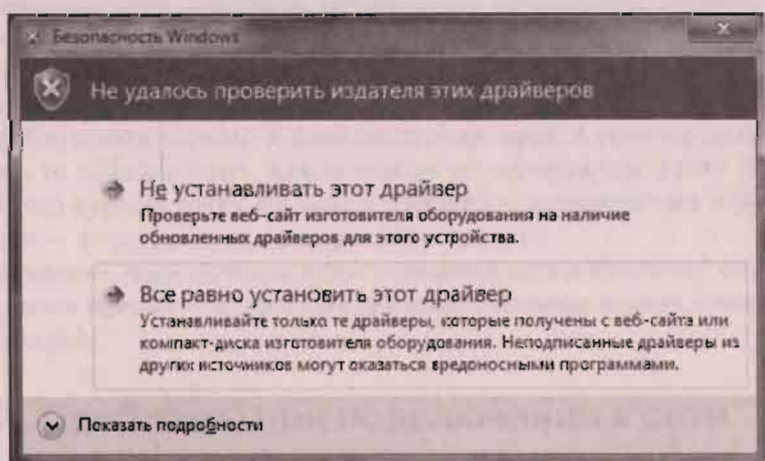 Безопасность Windows
Не удалось проверить издателя этих драйверов
Не устанавливать этот драйвер
Проверьте веб-сайт изготовителя оборудования на наличие
обновленных драйверов для этого устройства.
Все равно установить этот драйвер
Устанавливайте только те драйверы, которые получены с веб-сайта или
компакт-диска изготовителя оборудования. Неподписанные драйверы из
других источников могут оказаться вредоносными программами.
Показать подробности